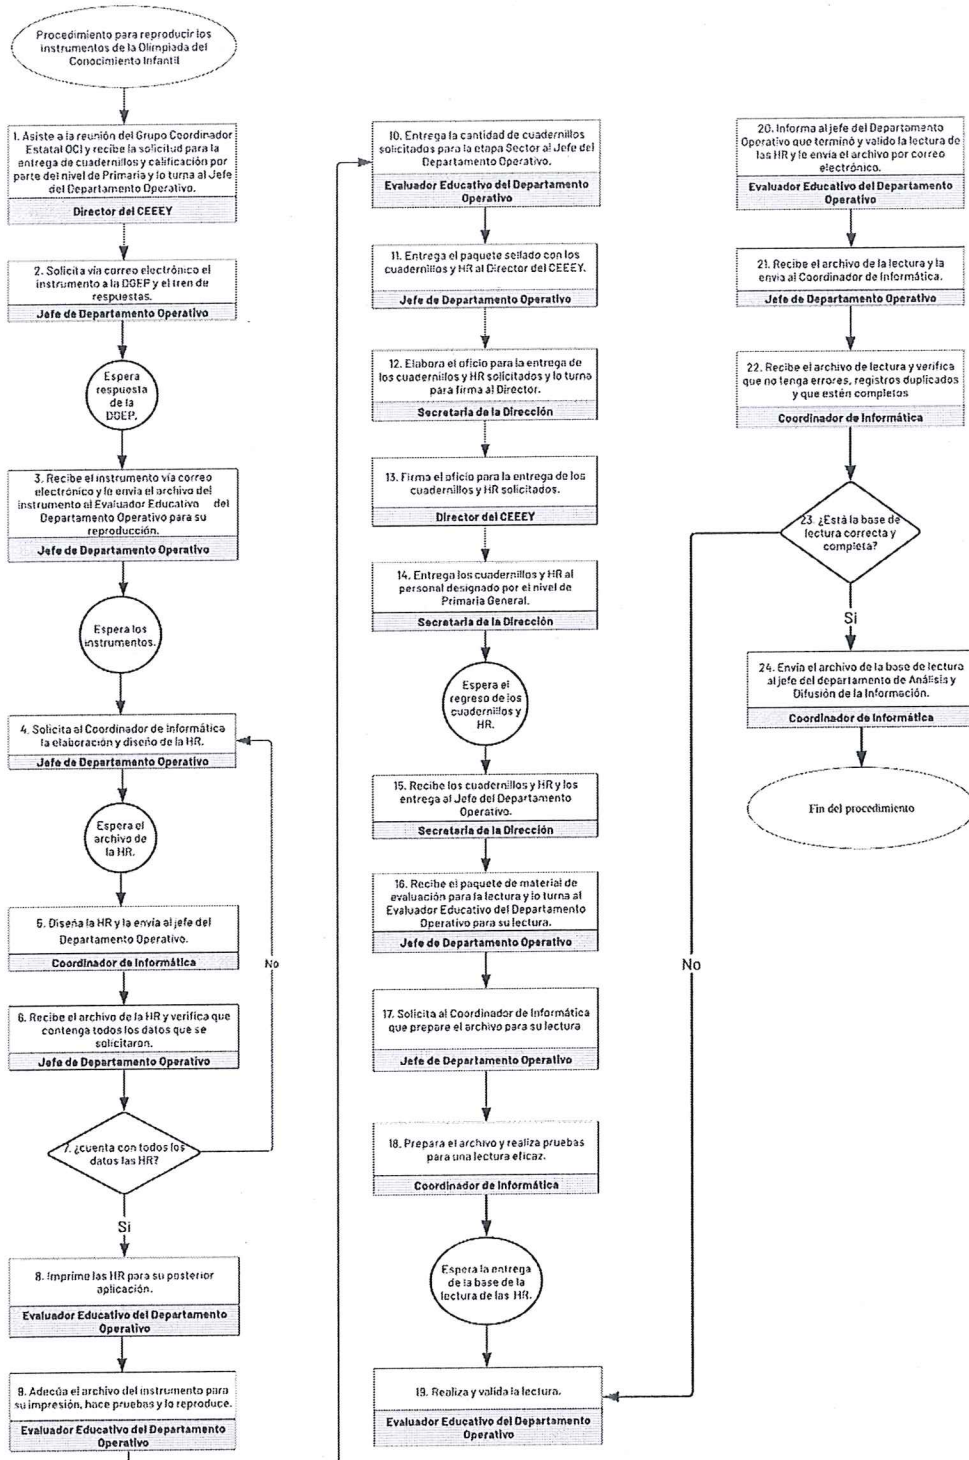 Procedimiento para reproducir los
instrumentos de la Olimpiada del
Conocimiento Infantil
1. Asiste a la reunión del Grupo Coordinador
Estatal OCI y recibe la solicitud para la
entrega de cuadernillos y calificación por
parte del nivel de Primaria y lo turna al Jefe
del Departamento Operativo.
Director del CEEEY
2. Solicita vía correo electrónico el
instrumento a la DGEP y el tren de
respuestas.
Jefe de Departamento Operativo
Espera
respuesta
de la
DGEP.
3. Recibe el instrumento vía correo
electrónico y le envia el archivo del
instrumento al Evaluador Educativo del
Departamento Operativo para su
reproducción.
Jefe de Departamento Operativo
Espera los
instrumentos.
4. Solicita al Coordinador de informática
la elaboración y diseño de la HR.
Jefe de Departamento Operativo
Espera el
archivo de
la HR.
5. Diseña la HR y la envía al jefe del
Departamento Operativo.
Coordinador de Informática
6. Recibe el archivo de la HR y verifica que
contenga todos los datos que se
solicitaron.
Jefe de Departamento Operativo
7. ¿cuenta con todos los
datos las HR?
No
Si
8. Imprime las HR para su posterior
aplicación.
Evaluador Educativo del Departamento
Operativo
9. Adecúa el archivo del instrumento para
su impresión, hace pruebas y lo reproduce.
Evaluador Educativo del Departamento
Operativo
10. Entrega la cantidad de cuadernillos
solicitados para la etapa Sector al Jefe del
Departamento Operativo.
Evaluador Educativo del Departamento
Operativo
11. Entrega el paquete sellado con los
cuadernillos y HR al Director del CEEEY.
Jefe de Departamento Operativo
12. Elabora el oficio para la entrega de
los cuadernillos y HR solicitados y lo turna
para firma al Director.
Secretaria de la Dirección
13. Firma el oficio para la entrega de los
cuadernillos y HR solicitados.
Director del CEEEY
14. Entrega los cuadernillos y HR al
personal designado por el nivel de
Primaria General.
Secretaria de la Dirección
Espera el
regreso de los
cuadernillos y
HR.
15. Recibe los cuadernillos y HR y los
entrega al Jefe del Departamento
Operativo.
Secretaria de la Dirección
16. Recibe el paquete de material de
evaluación para la lectura y lo turna al
Evaluador Educativo del Departamento
Operativo para su lectura.
Jefe de Departamento Operativo
17. Solicita al Coordinador de Informática
que prepare el archivo para su lectura
Jefe de Departamento Operativo
18. Prepara el archivo y realiza pruebas
para una lectura eficaz.
Coordinador de Informática
Espera la entrega
de la base de la
lectura de las HR.
19. Realiza y valida la lectura.
Evaluador Educativo del Departamento
Operativo
20. Informa al jefe del Departamento
Operativo que terminó y valido la lectura de
las HR y le envia el archivo por correo
electrónico.
Evaluador Educativo del Departamento
Operativo
21. Recibe el archivo de la lectura y la
envía al Coordinador de Informática.
Jefe de Departamento Operativo
22. Recibe el archivo de lectura y verifica
que no tenga errores, registros duplicados
y que estén completos
Coordinador de Informática
23. ¿Está la base de
lectura correcta y
completa?
No
Si
24. Envía el archivo de la base de lectura
al jefe del departamento de Análisis y
Difusión de la Información.
Coordinador de Informática
Fin del procedimiento